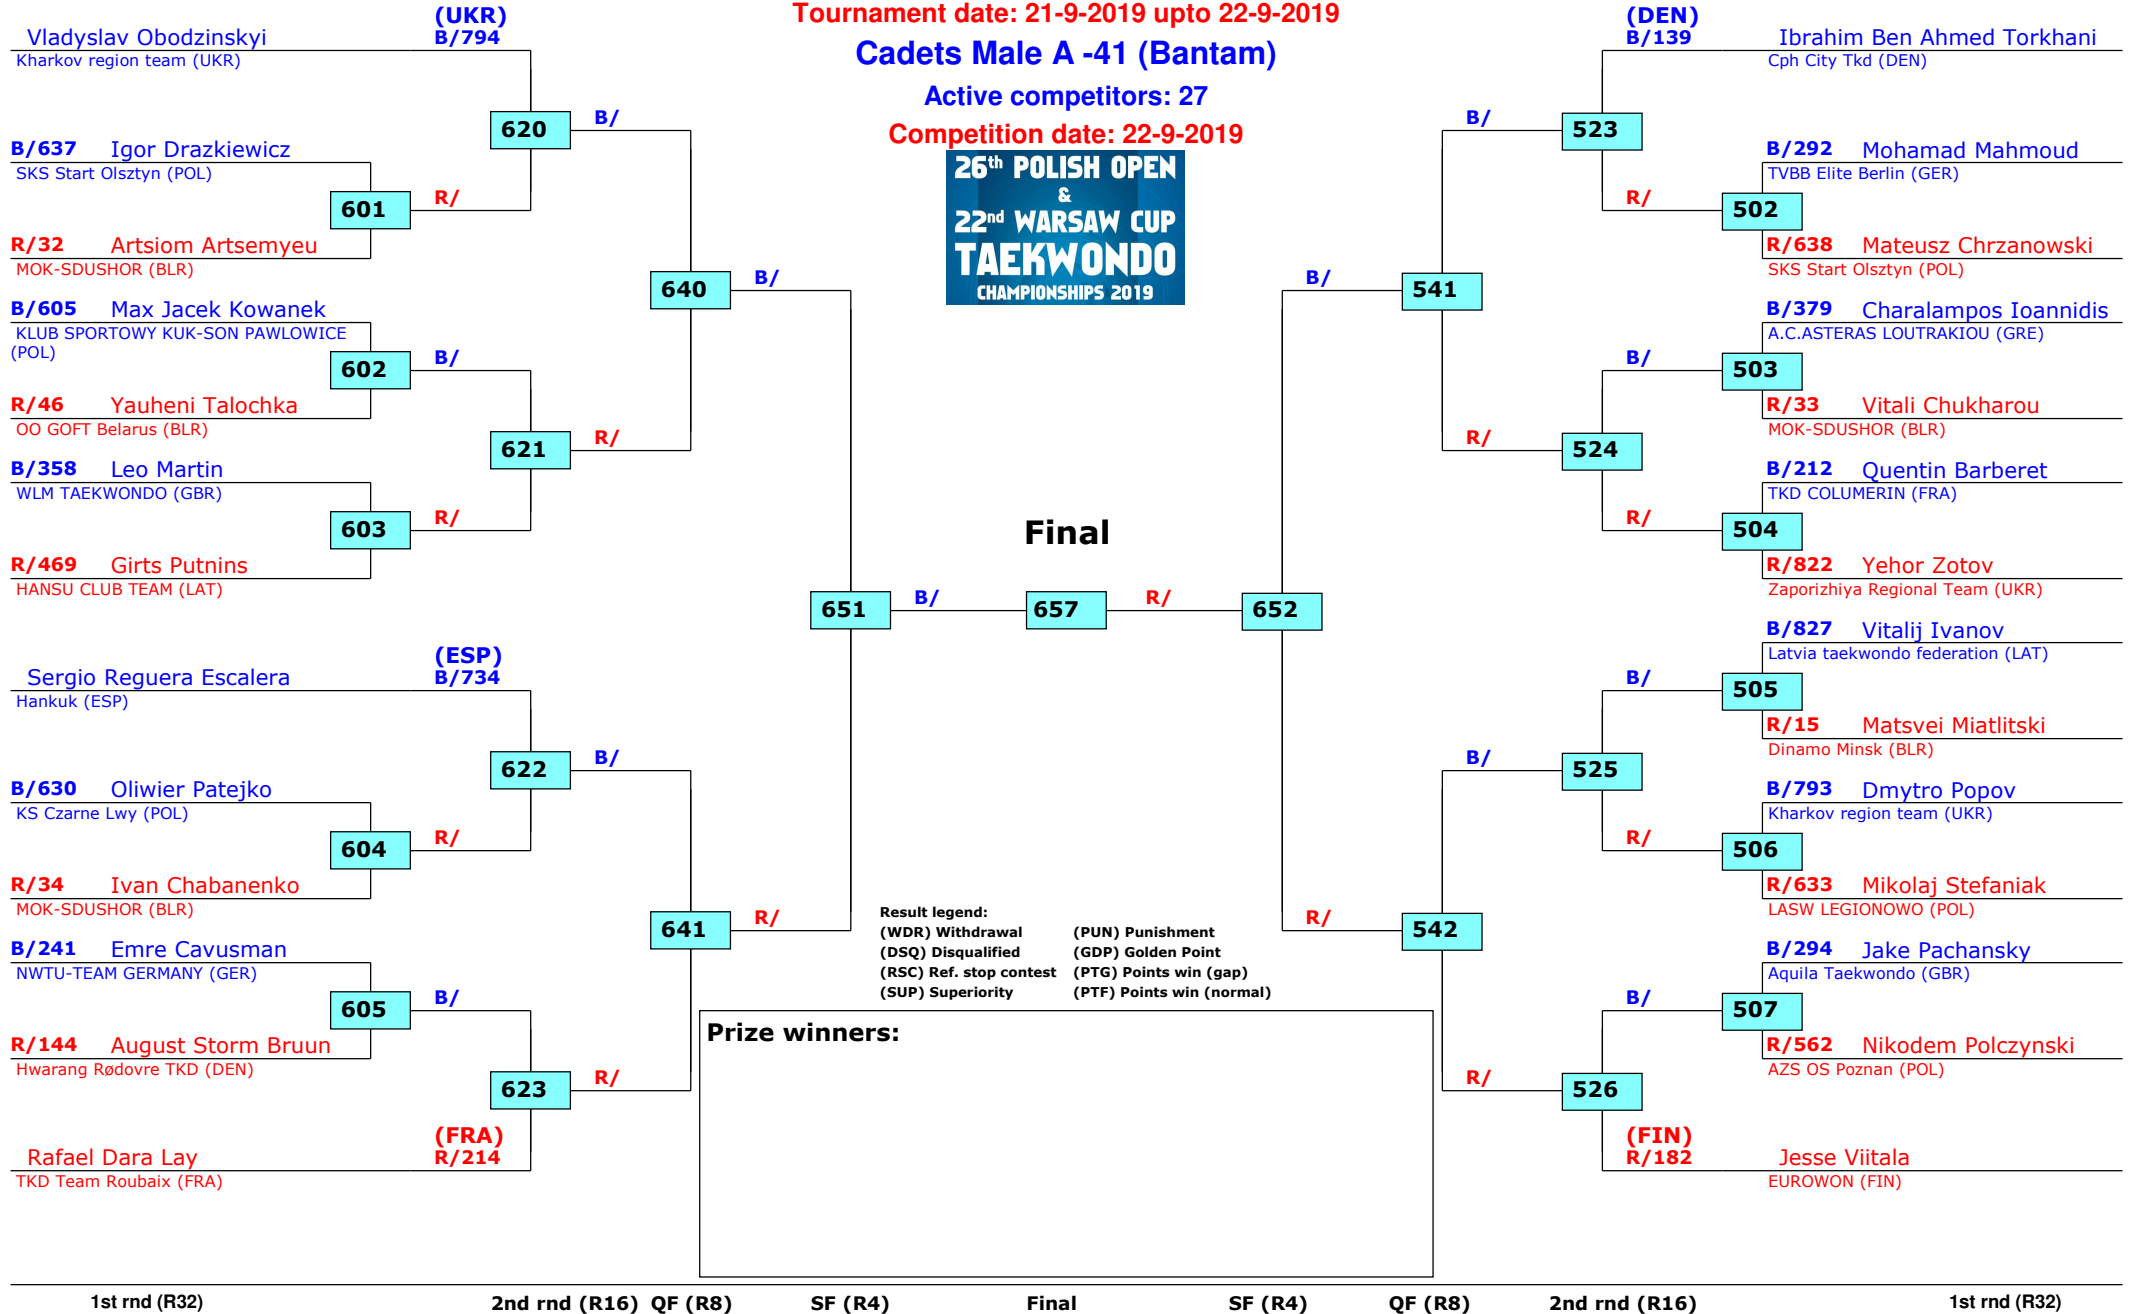 Tournament date: 21-9-2019 upto 22-9-2019
Cadets Male A -41 (Bantam)
Active competitors: 27
Competition date: 22-9-2019
26th POLISH OPEN
&
22nd WARSAW CUP
TAEKWONDO
CHAMPIONSHIPS 2019
(UKR)
Vladyslav Obodzinskyi B/794
Kharkov region team (UKR)
620 B/
B/637 Igor Drazkiewicz
SKS Start Olsztyn (POL)
601 R/
R/32 Artsiom Artsemyeu
MOK-SDUSHOR (BLR)
640 B/
B/605 Max Jacek Kowanek
KLUB SPORTOWY KUK-SON PAWLOWICE
(POL)
602 B/
R/46 Yauheni Talochka
OO GOFT Belarus (BLR)
621 R/
B/358 Leo Martin
WLM TAEKWONDO (GBR)
603 R/
R/469 Girts Putnins
HANSU CLUB TEAM (LAT)
651 B/
(ESP)
Sergio Reguera Escalera B/734
Hankuk (ESP)
622 B/
B/630 Oliwier Patejko
KS Czarne Lwy (POL)
604 R/
R/34 Ivan Chabanenko
MOK-SDUSHOR (BLR)
641 R/
B/241 Emre Cavusman
NWTU-TEAM GERMANY (GER)
605 B/
R/144 August Storm Bruun
Hwarang Rødovre TKD (DEN)
623 R/
(FRA)
Rafael Dara Lay R/214
TKD Team Roubaix (FRA)
Final
657
(DEN)
B/139 Ibrahim Ben Ahmed Torkhani
Cph City Tkd (DEN)
B/ 523
B/292 Mohamad Mahmoud
TVBB Elite Berlin (GER)
R/ 502
R/638 Mateusz Chrzanowski
SKS Start Olsztyn (POL)
B/ 541
B/379 Charalampos Ioannidis
A.C.ASTERAS LOUTRAKIOU (GRE)
B/ 503
R/33 Vitali Chukharou
MOK-SDUSHOR (BLR)
R/ 524
B/212 Quentin Barberet
TKD COLUMERIN (FRA)
R/ 504
R/822 Yehor Zotov
Zaporizhiya Regional Team (UKR)
R/ 652
B/827 Vitalij Ivanov
Latvia taekwondo federation (LAT)
B/ 505
R/15 Matsvei Miatlitski
Dinamo Minsk (BLR)
B/ 525
B/793 Dmytro Popov
Kharkov region team (UKR)
R/ 506
R/633 Mikolaj Stefaniak
LASW LEGIONOWO (POL)
R/ 542
B/294 Jake Pachansky
Aquila Taekwondo (GBR)
B/ 507
R/562 Nikodem Polczynski
AZS OS Poznan (POL)
R/ 526
(FIN)
R/182 Jesse Viitala
EUROWON (FIN)
Result legend:
(WDR) Withdrawal (PUN) Punishment
(DSQ) Disqualified (GDP) Golden Point
(RSC) Ref. stop contest (PTG) Points win (gap)
(SUP) Superiority (PTF) Points win (normal)
Prize winners:
1st rnd (R32) 2nd rnd (R16) QF (R8) SF (R4) Final SF (R4) QF (R8) 2nd rnd (R16) 1st rnd (R32)